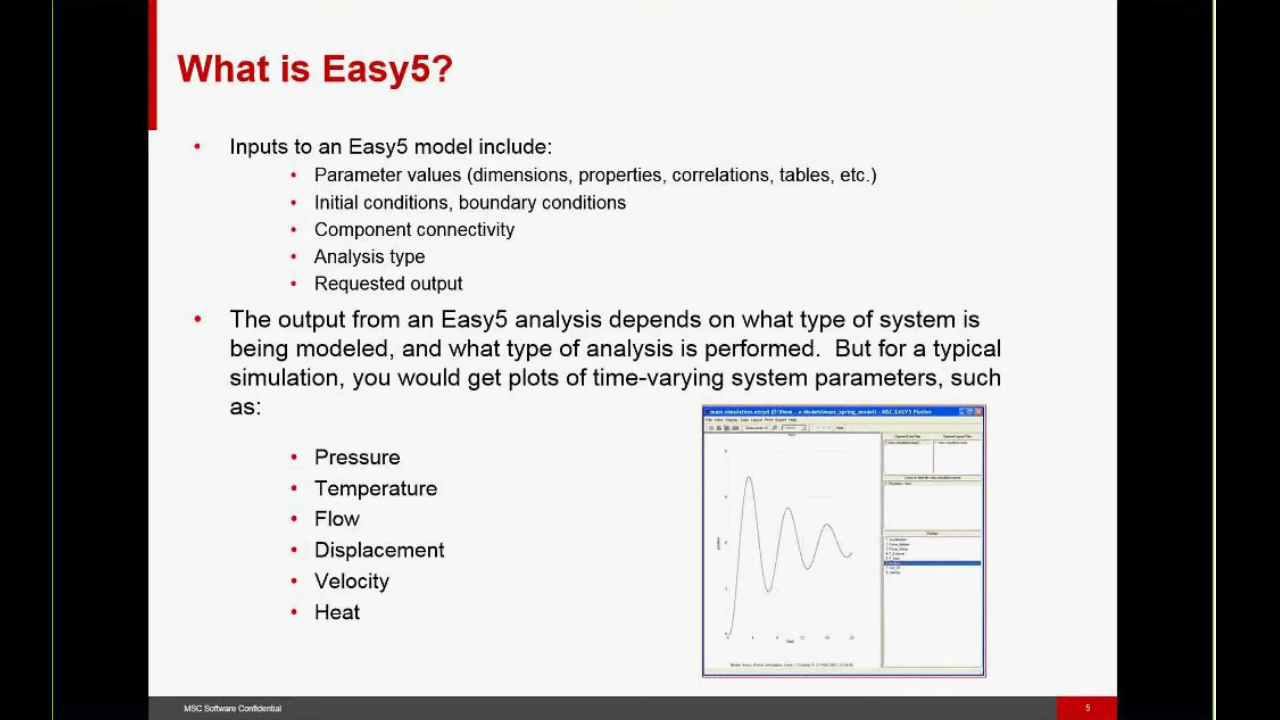 What is Easy5?
• Inputs to an Easy5 model include:
• Parameter values (dimensions, properties, correlations, tables, etc.)
• Initial conditions, boundary conditions
• Component connectivity
• Analysis type
• Requested output
• The output from an Easy5 analysis depends on what type of system is
being modeled, and what type of analysis is performed. But for a typical
simulation, you would get plots of time-varying system parameters, such
as:
• Pressure
• Temperature
• Flow
• Displacement
• Velocity
• Heat
MSC Software Confidential
5